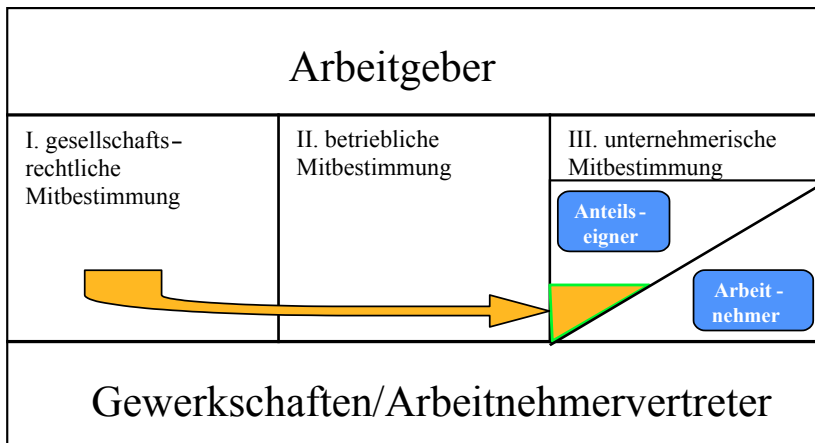 Arbeitgeber
I. gesellschafts-
rechtliche
Mitbestimmung
II. betriebliche
Mitbestimmung
III. unternehmerische
Mitbestimmung
Anteils-
eigner
Arbeit-
nehmer
Gewerkschaften/Arbeitnehmervertreter